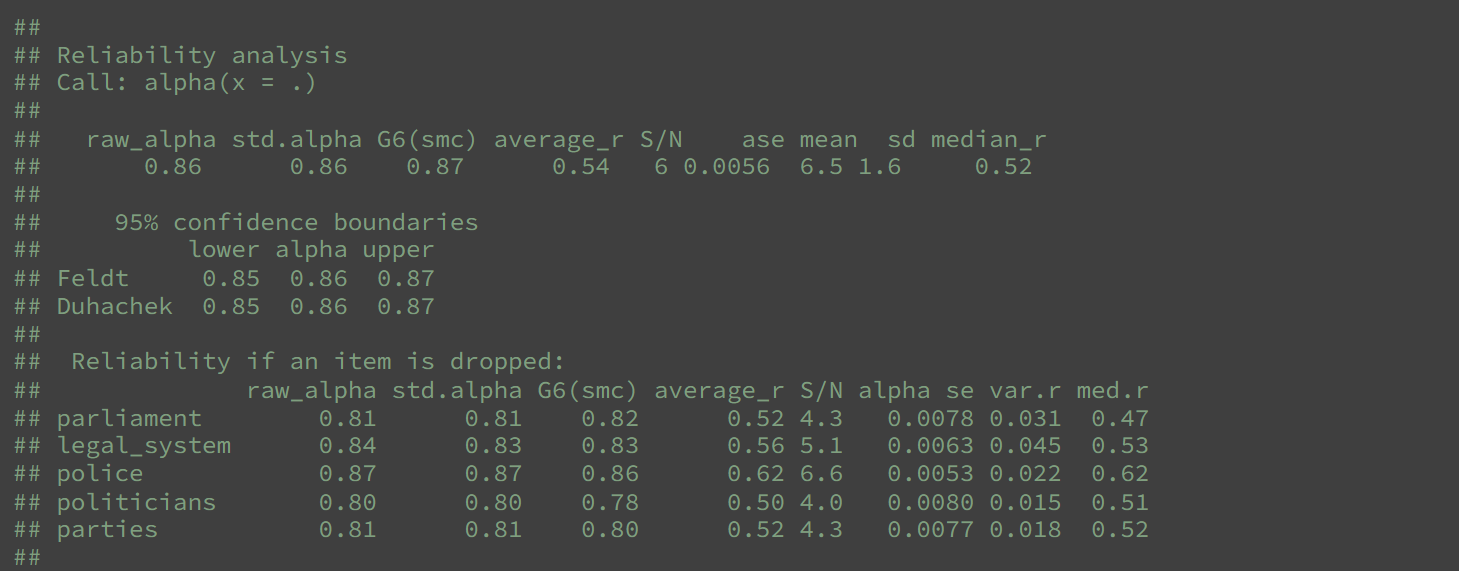 ##
## Reliability analysis
## Call: alpha(x = .)
##
##   raw_alpha std.alpha G6(smc) average_r S/N    ase mean  sd median_r
##       0.86      0.86    0.87      0.54   6 0.0056  6.5 1.6     0.52
##
##     95% confidence boundaries
##          lower alpha upper
## Feldt     0.85  0.86  0.87
## Duhachek  0.85  0.86  0.87
##
##  Reliability if an item is dropped:
##              raw_alpha std.alpha G6(smc) average_r S/N alpha se var.r med.r
## parliament        0.81      0.81    0.82      0.52 4.3   0.0078 0.031  0.47
## legal_system      0.84      0.83    0.83      0.56 5.1   0.0063 0.045  0.53
## police            0.87      0.87    0.86      0.62 6.6   0.0053 0.022  0.62
## politicians       0.80      0.80    0.78      0.50 4.0   0.0080 0.015  0.51
## parties           0.81      0.81    0.80      0.52 4.3   0.0077 0.018  0.52
##